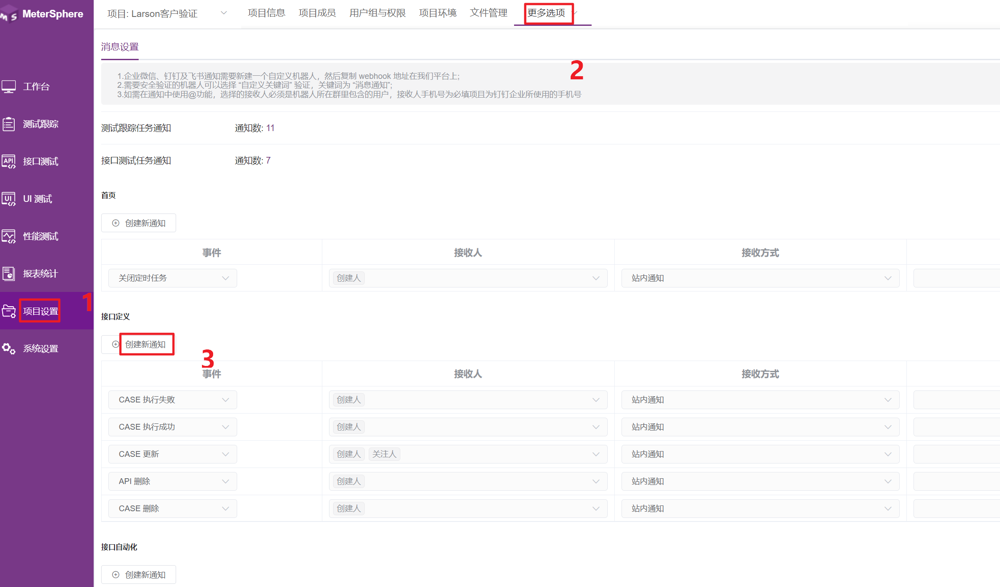 MeterSphere
项目: Larson客户验证
项目信息
项目成员
用户组与权限
项目环境
文件管理
更多选项
消息设置
2
1.企业微信、钉钉及飞书通知需要新建一个自定义机器人，然后复制 webhook 地址在我们平台上;
2.需要安全验证的机器人可以选择 “自定义关键词” 验证，关键词为 “消息通知”;
3.如需在通知中使用@功能，选择的接收人必须是机器人所在群里包含的用户，接收人手机号为必填项目为钉钉企业所使用的手机号
工作台
测试跟踪
接口测试
UI 测试
性能测试
报表统计
项目设置
1
系统设置
测试跟踪任务通知
通知数: 11
接口测试任务通知
通知数: 7
首页
创建新通知
事件
接收人
接收方式
关闭定时任务
创建人
站内通知
接口定义
创建新通知
3
事件
接收人
接收方式
CASE 执行失败
创建人
站内通知
CASE 执行成功
创建人
站内通知
CASE 更新
创建人
关注人
站内通知
API 删除
创建人
站内通知
CASE 删除
创建人
站内通知
接口自动化
创建新通知